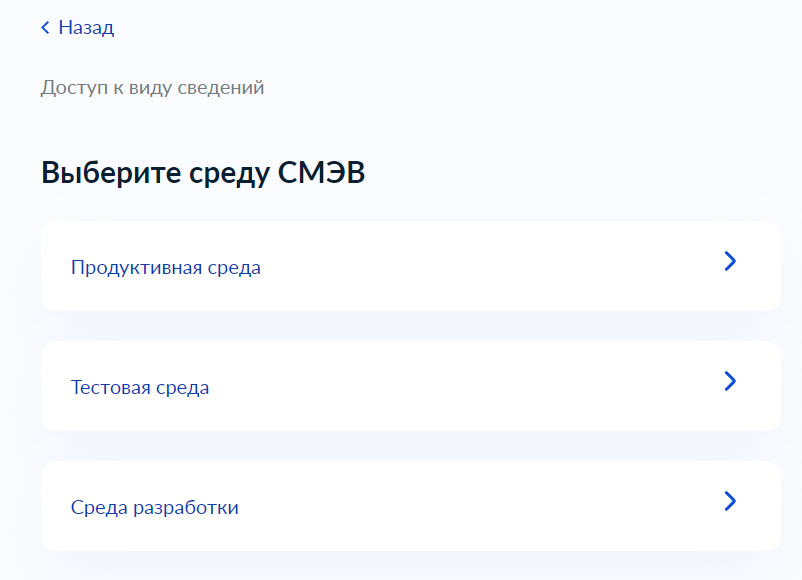 Назад
Доступ к виду сведений
Выберите среду СМЭВ
Продуктивная среда
Тестовая среда
Среда разработки